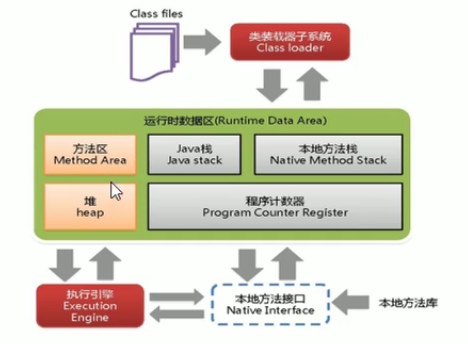 Class files
类装载器子系统
Class loader
运行时数据区(Runtime Data Area)
方法区
Method Area
Java栈
Java stack
本地方法栈
Native Method Stack
堆
heap
程序计数器
Program Counter Register
执行引擎
Execution
Engine
本地方法接口
Native Interface
本地方法库